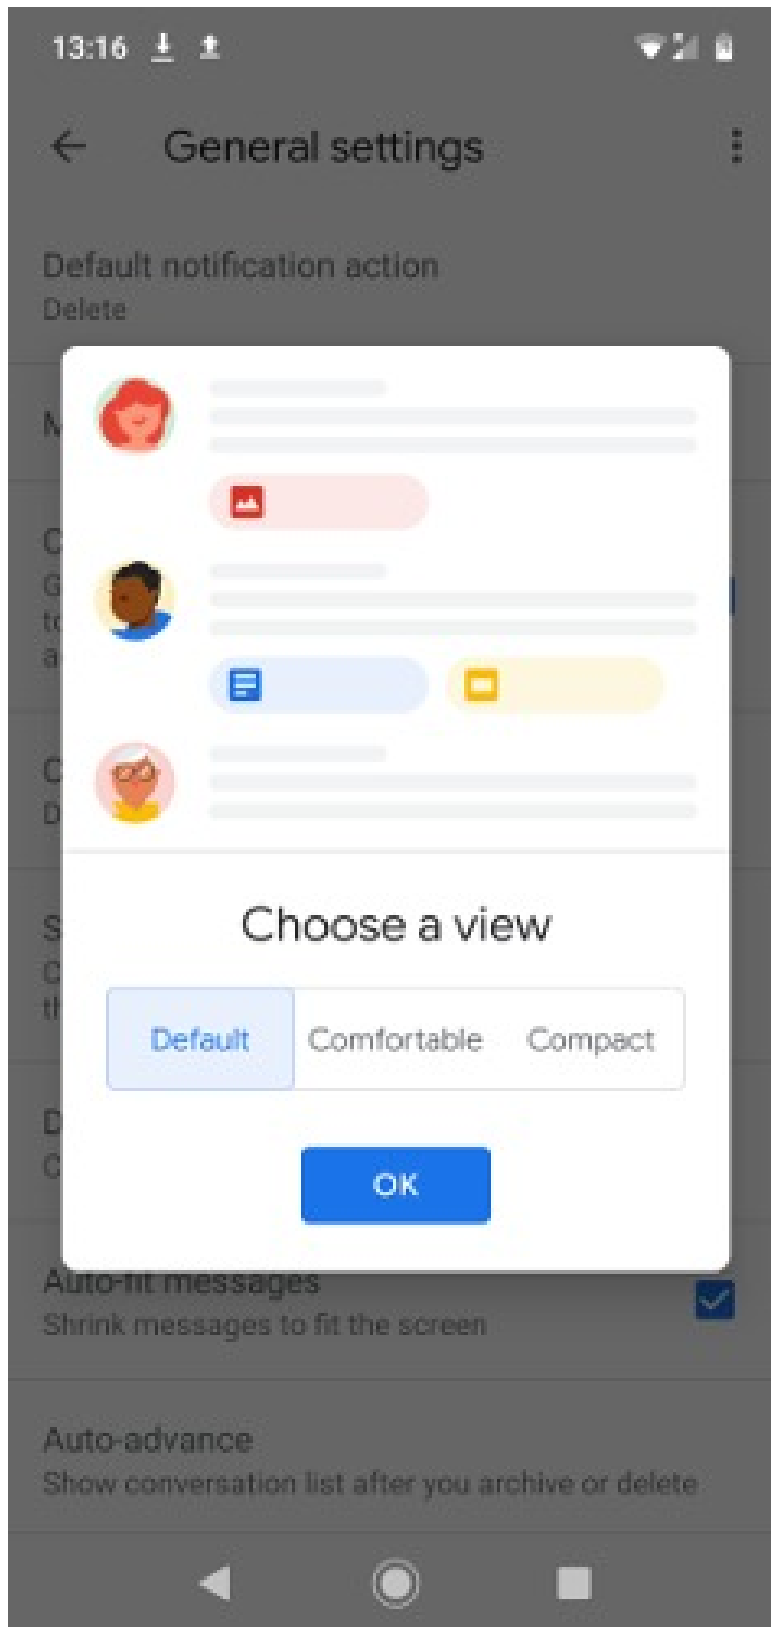 13:16
General settings
Default notification action
Delete
Choose a view
Default Comfortable Compact
OK
Auto-fit messages
Shrink messages to fit the screen
Auto-advance
Show conversation list after you archive or delete